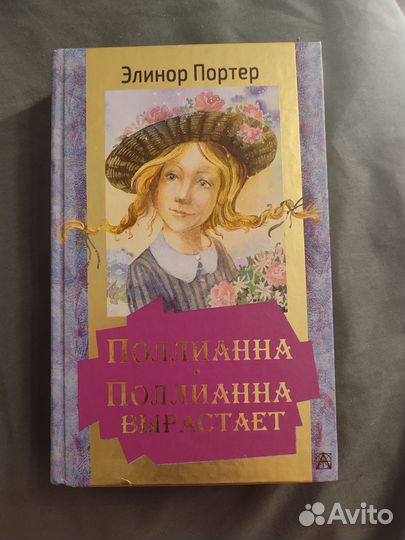 Элинор Портер
Поллианна
Поллианна
вырастает
Avito